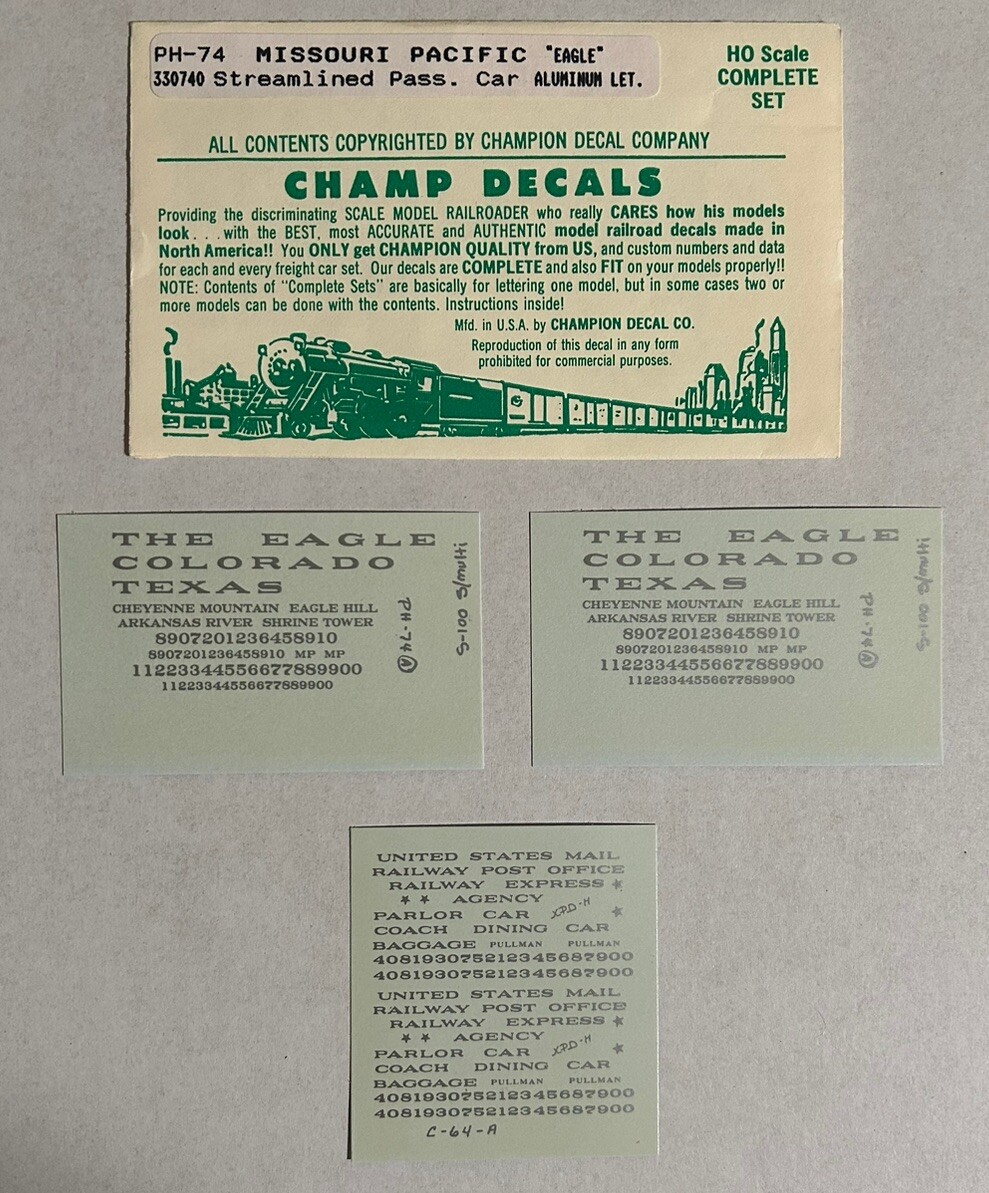 PH-74 MISSOURI PACIFIC "EAGLE"
330740 Streamlined Pass. Car ALUMINUM LET.
HO Scale
COMPLETE
SET
ALL CONTENTS COPYRIGHTED BY CHAMPION DECAL COMPANY
CHAMP DECALS
Providing the discriminating SCALE MODEL RAILROADER who really CARES how his models
look . . . with the BEST, most ACCURATE and AUTHENTIC model railroad decals made in
North America!! You ONLY get CHAMPION QUALITY from US, and custom numbers and data
for each and every freight car set. Our decals are COMPLETE and also FIT on your models properly!!
NOTE: Contents of "Complete Sets" are basically for lettering one model, but in some cases two or
more models can be done with the contents. Instructions inside!
Mfd. in U.S.A. by CHAMPION DECAL CO.
Reproduction of this decal in any form
prohibited for commercial purposes.
THE EAGLE
COLORADO
TEXAS
CHEYENNE MOUNTAIN EAGLE HILL
ARKANSAS RIVER SHRINE TOWER
8907201236458910
8907201236458910 MP MP
11223344556677889900
11223344556677889900
PH-74 A
S-100 S/multi
THE EAGLE
COLORADO
TEXAS
CHEYENNE MOUNTAIN EAGLE HILL
ARKANSAS RIVER SHRINE TOWER
8907201236458910
8907201236458910 MP MP
11223344556677889900
11223344556677889900
PH-74 A
S-100 S/multi
UNITED STATES MAIL
RAILWAY POST OFFICE
RAILWAY EXPRESS ★
★ ★ AGENCY
PARLOR CAR XPD-H ★
COACH DINING CAR
BAGGAGE PULLMAN PULLMAN
4081930752123456879​00
408193075212345687900
UNITED STATES MAIL
RAILWAY POST OFFICE
RAILWAY EXPRESS ★
★ ★ AGENCY
PARLOR CAR XPD-H ★
COACH DINING CAR
BAGGAGE PULLMAN PULLMAN
408193075212345687900
408193075212345687900
C-64-A